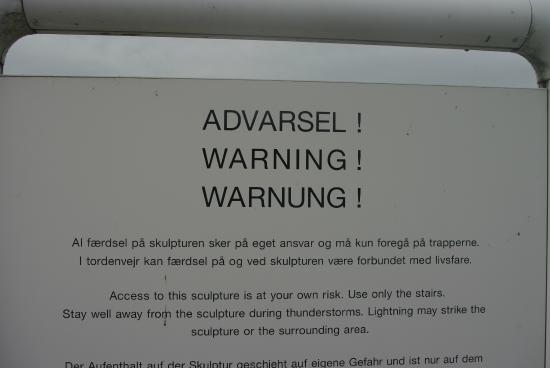 ADVARSEL !
WARNING !
WARNUNG !
Al færdsel på skulpturen sker på eget ansvar og må kun foregå på trapperne.
I tordenvejr kan færdsel på og ved skulpturen være forbundet med livsfare.
Access to this sculpture is at your own risk. Use only the stairs.
Stay well away from the sculpture during thunderstorms. Lightning may strike the
sculpture or the surrounding area.
Der Aufenthalt auf der Skulptur geschieht auf eigene Gefahr und ist nur auf dem